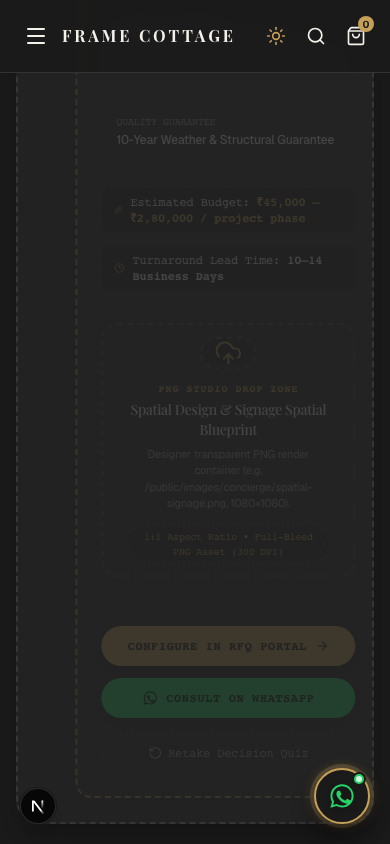 FRAME COTTAGE
0
QUALITY GUARANTEE
10-Year Weather & Structural Guarantee
Estimated Budget: ₹45,000 —
₹2,80,000 / project phase
Turnaround Lead Time: 10–14
Business Days
PNG STUDIO DROP ZONE
Spatial Design & Signage Spatial
Blueprint
Designer transparent PNG render
container (e.g.
/public/images/concierge/spatial-
signage.png, 1080×1080).
1:1 Aspect Ratio • Full-Bleed
PNG Asset (300 DPI)
CONFIGURE IN RFQ PORTAL →
CONSULT ON WHATSAPP
Retake Decision Quiz
N